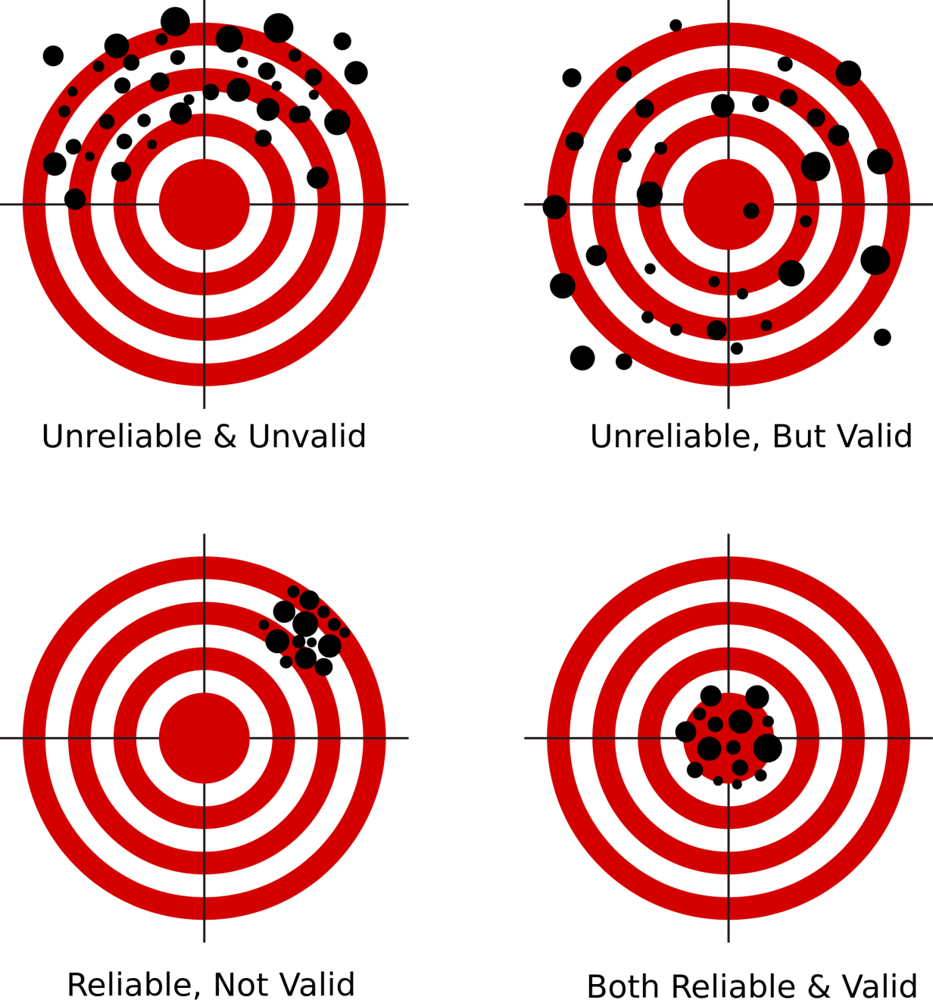 Unreliable & Unvalid
Unreliable, But Valid
Reliable, Not Valid
Both Reliable & Valid